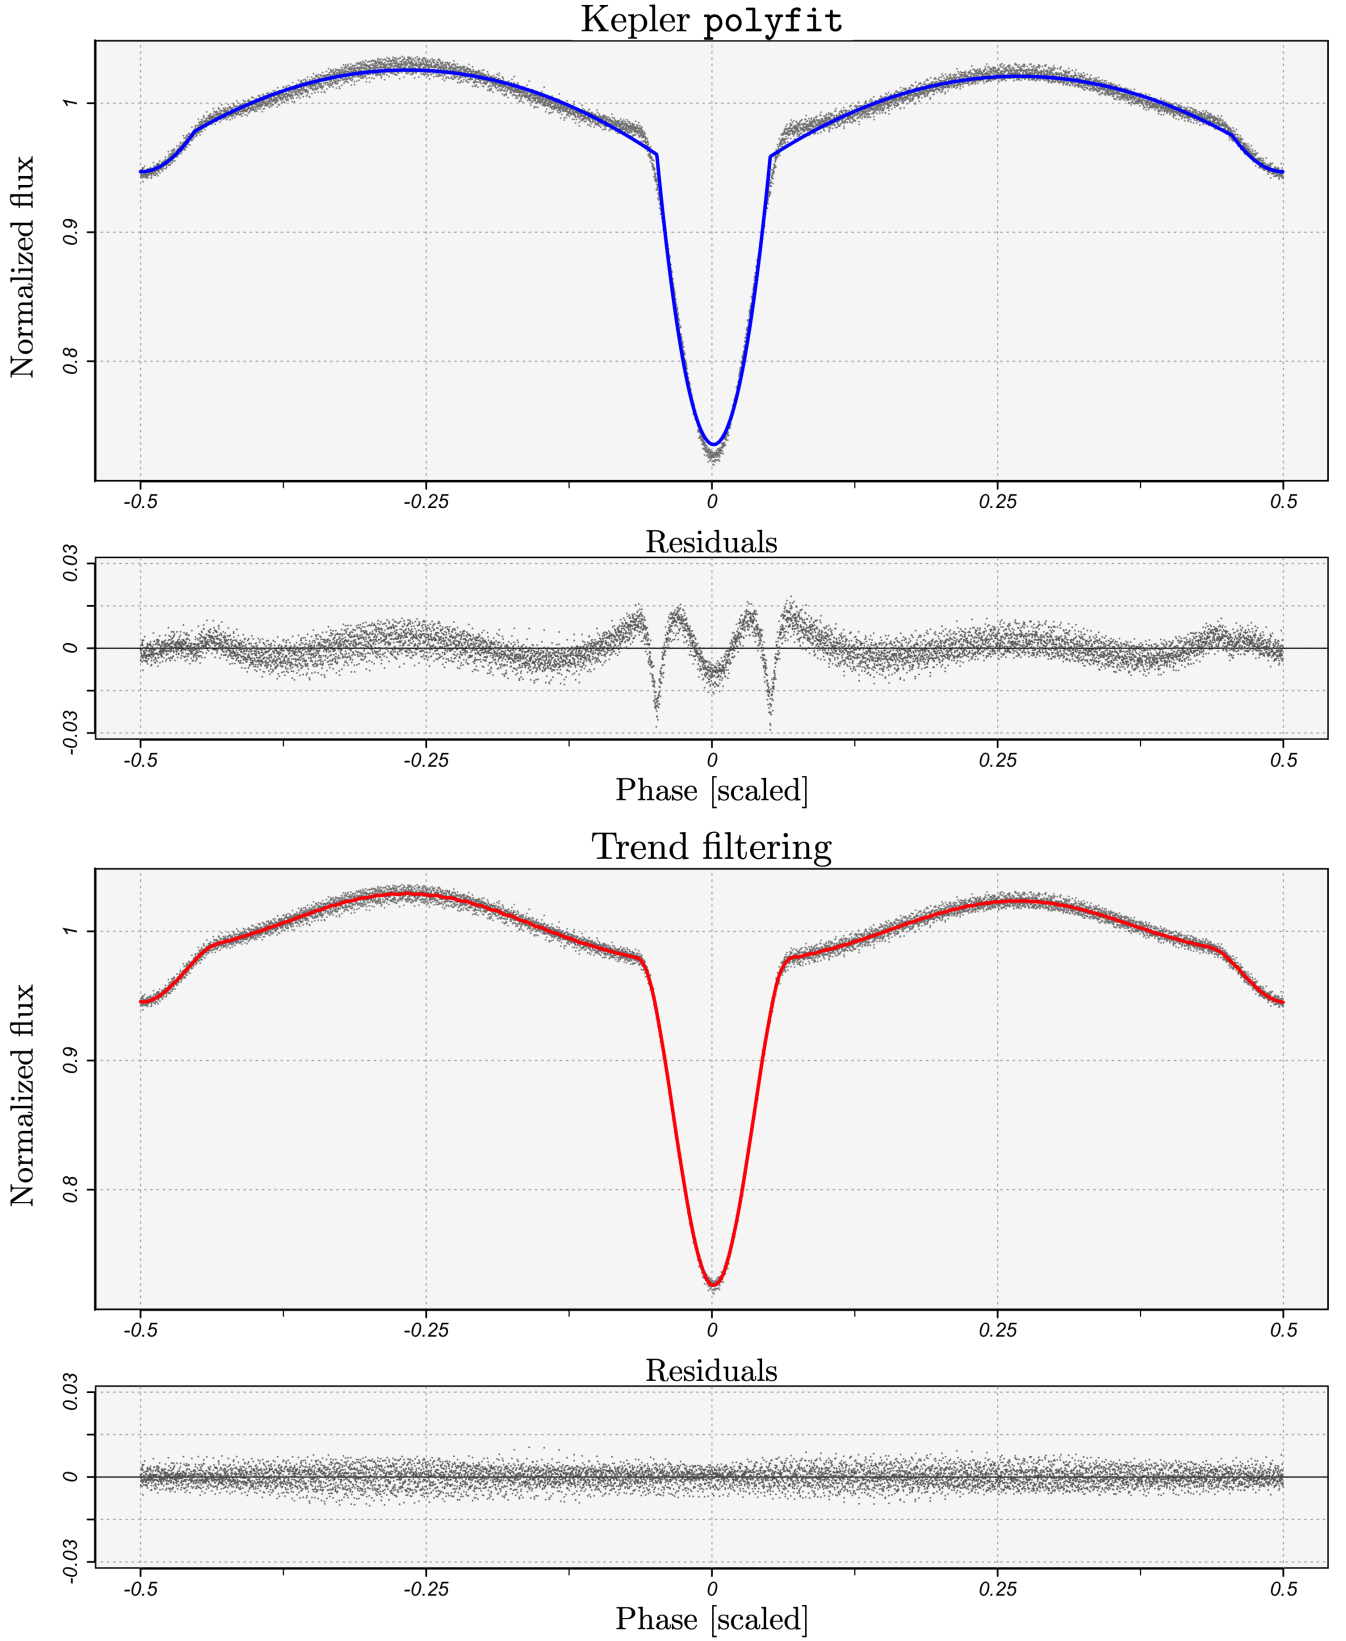 Kepler polyfit
Normalized flux
1
0.9
0.8
-0.5 -0.25 0 0.25 0.5
Residuals
0.03
0
-0.03
-0.5 -0.25 0 0.25 0.5
Phase [scaled]
Trend filtering
Normalized flux
1
0.9
0.8
-0.5 -0.25 0 0.25 0.5
Residuals
0.03
0
-0.03
-0.5 -0.25 0 0.25 0.5
Phase [scaled]